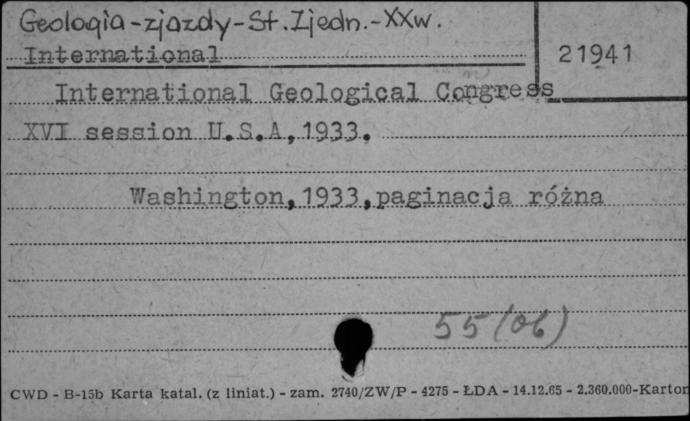 Geologia-zjazdy-St.Zjedn.-XXw.
International
21941
International Geological Congress
XVI session U.S.A,1933.
Washington,1933,paginacja różna
55(06)
CWD - B-15b Karta katal. (z liniat.) - zam. 2740/ZW/P - 4275 - ŁDA - 14.12.65 - 2.360.000-Karton